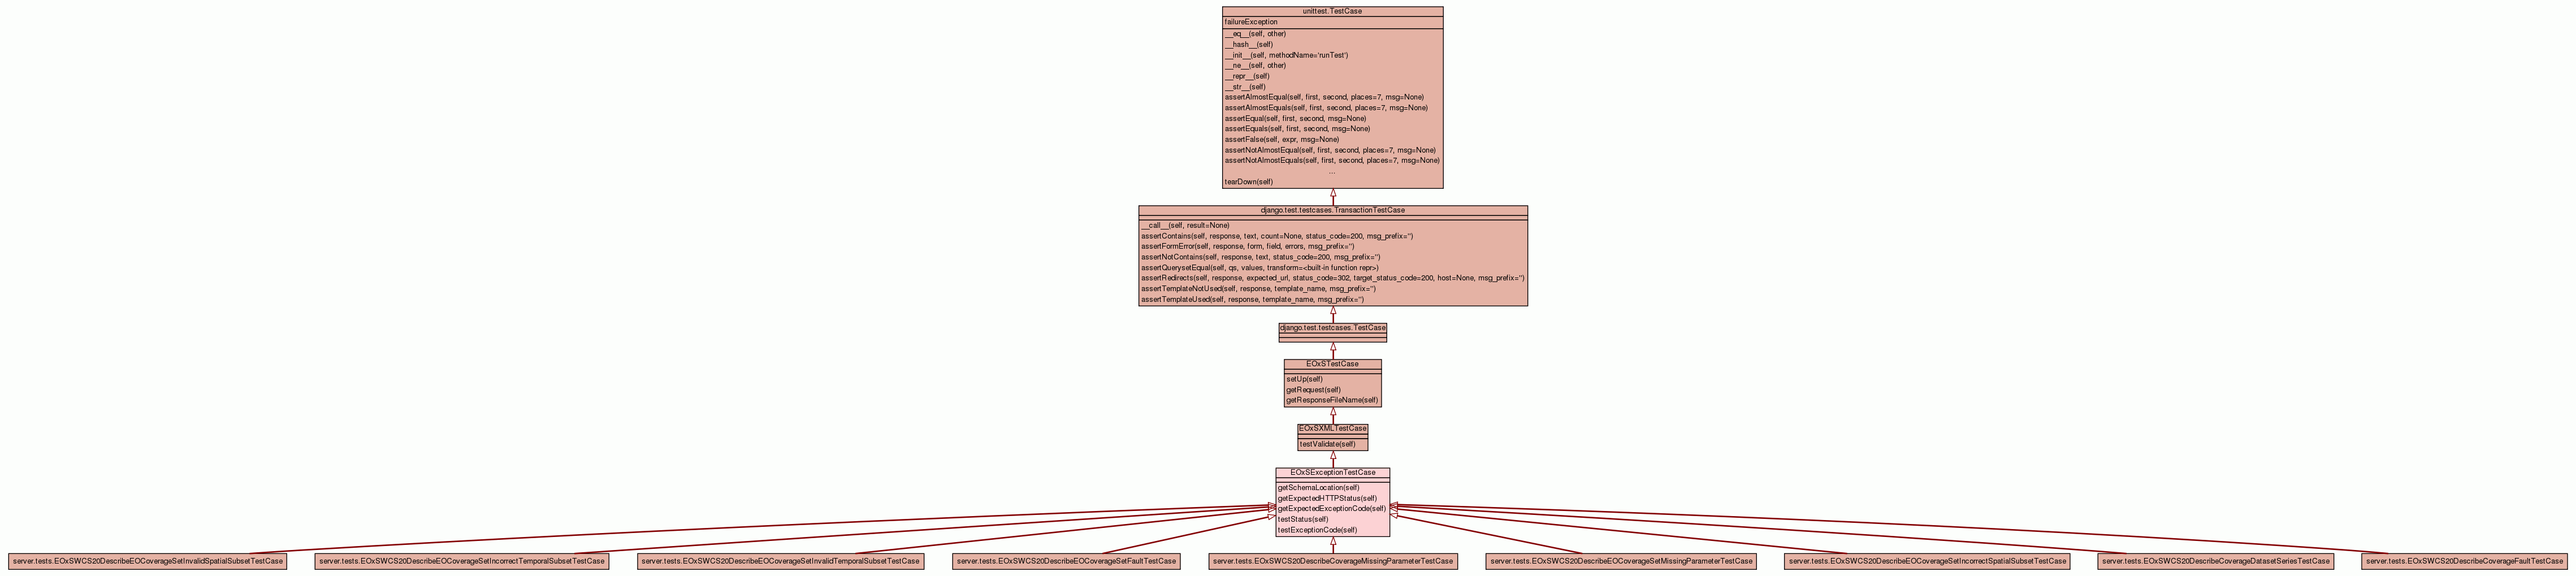 unittest.TestCase
failureException
__eq__(self, other)
__hash__(self)
__init__(self, methodName='runTest')
__ne__(self, other)
__repr__(self)
__str__(self)
assertAlmostEqual(self, first, second, places=7, msg=None)
assertAlmostEquals(self, first, second, places=7, msg=None)
assertEqual(self, first, second, msg=None)
assertEquals(self, first, second, msg=None)
assertFalse(self, expr, msg=None)
assertNotAlmostEqual(self, first, second, places=7, msg=None)
assertNotAlmostEquals(self, first, second, places=7, msg=None)
...
tearDown(self)
django.test.testcases.TransactionTestCase
__call__(self, result=None)
assertContains(self, response, text, count=None, status_code=200, msg_prefix='')
assertFormError(self, response, form, field, errors, msg_prefix='')
assertNotContains(self, response, text, status_code=200, msg_prefix='')
assertQuerysetEqual(self, qs, values, transform=<built-in function repr>)
assertRedirects(self, response, expected_url, status_code=302, target_status_code=200, host=None, msg_prefix='')
assertTemplateNotUsed(self, response, template_name, msg_prefix='')
assertTemplateUsed(self, response, template_name, msg_prefix='')
django.test.testcases.TestCase
EOxSTestCase
setUp(self)
getRequest(self)
getResponseFileName(self)
EOxSXMLTestCase
testValidate(self)
EOxSExceptionTestCase
getSchemaLocation(self)
getExpectedHTTPStatus(self)
getExpectedExceptionCode(self)
testStatus(self)
testExceptionCode(self)
server.tests.EOxSWCS20DescribeEOCoverageSetInvalidSpatialSubsetTestCase
server.tests.EOxSWCS20DescribeEOCoverageSetIncorrectTemporalSubsetTestCase
server.tests.EOxSWCS20DescribeEOCoverageSetInvalidTemporalSubsetTestCase
server.tests.EOxSWCS20DescribeEOCoverageSetFaultTestCase
server.tests.EOxSWCS20DescribeCoverageMissingParameterTestCase
server.tests.EOxSWCS20DescribeEOCoverageSetMissingParameterTestCase
server.tests.EOxSWCS20DescribeEOCoverageSetIncorrectSpatialSubsetTestCase
server.tests.EOxSWCS20DescribeCoverageDatasetSeriesTestCase
server.tests.EOxSWCS20DescribeCoverageFaultTestCase